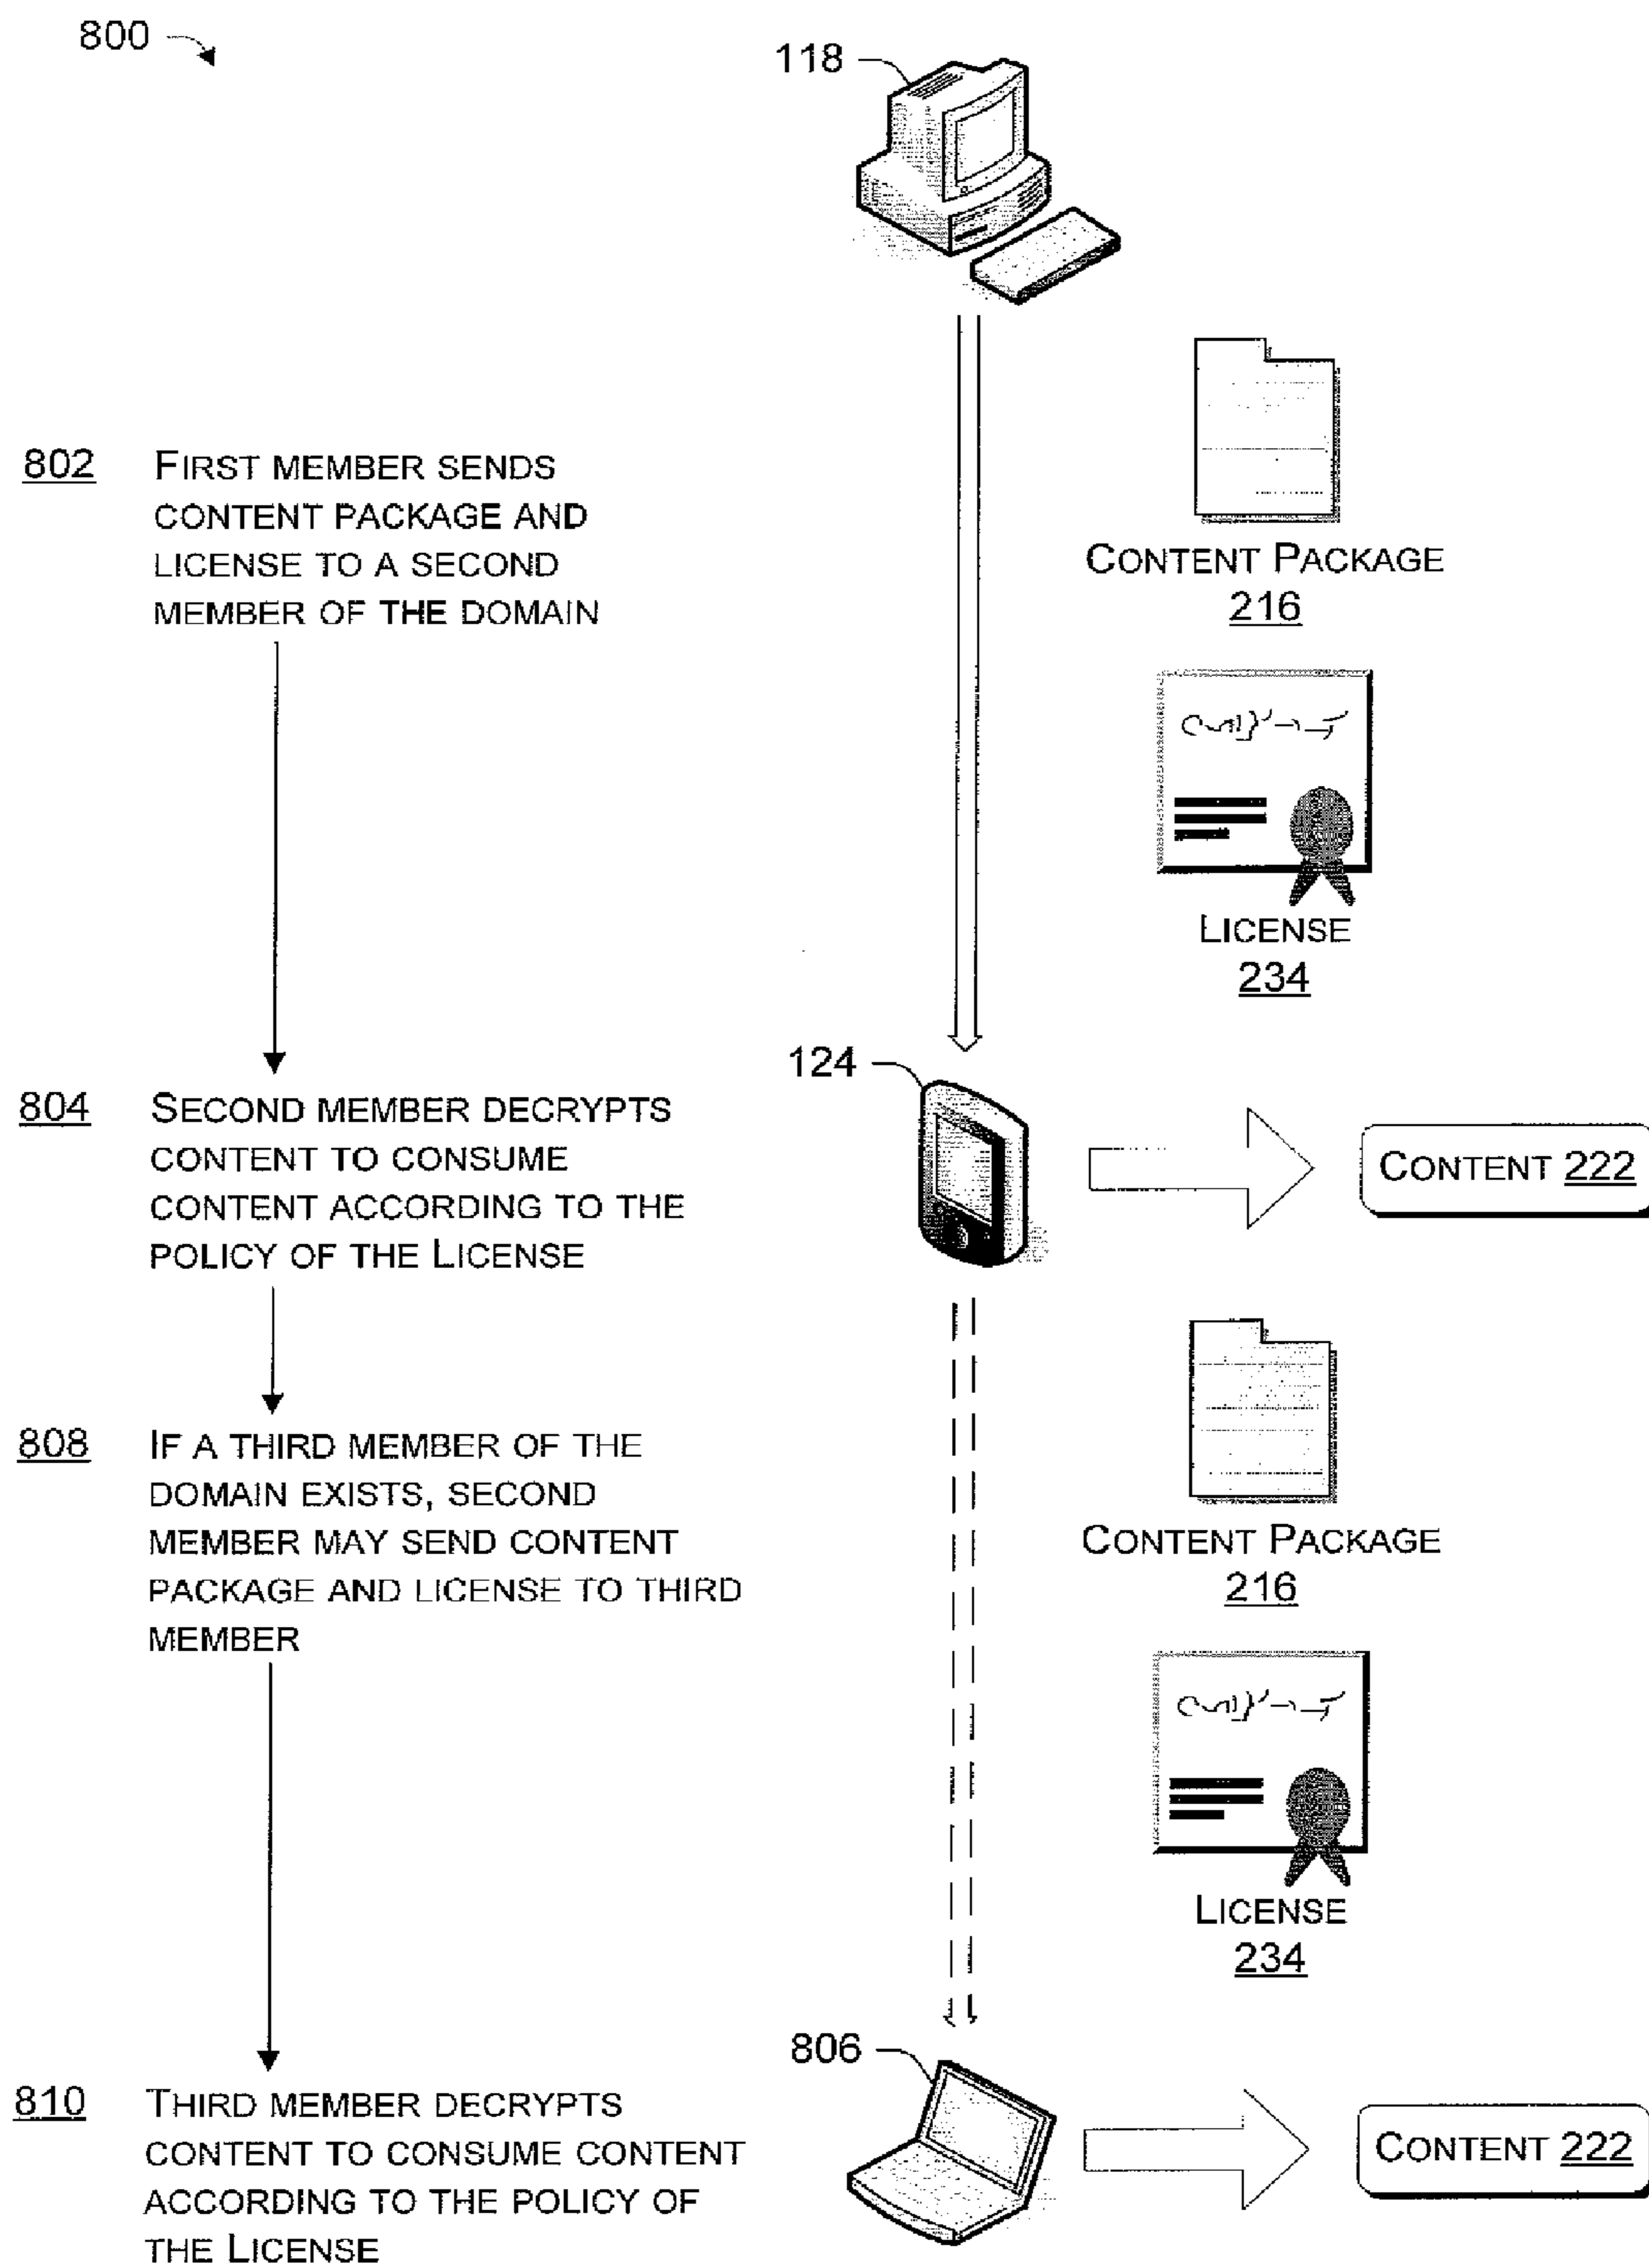 800
118
802 FIRST MEMBER SENDS
CONTENT PACKAGE AND
LICENSE TO A SECOND
MEMBER OF THE DOMAIN
CONTENT PACKAGE
216
LICENSE
234
124
804 SECOND MEMBER DECRYPTS
CONTENT TO CONSUME
CONTENT ACCORDING TO THE
POLICY OF THE LICENSE
CONTENT 222
808 IF A THIRD MEMBER OF THE
DOMAIN EXISTS, SECOND
MEMBER MAY SEND CONTENT
PACKAGE AND LICENSE TO THIRD
MEMBER
CONTENT PACKAGE
216
LICENSE
234
806
810 THIRD MEMBER DECRYPTS
CONTENT TO CONSUME CONTENT
ACCORDING TO THE POLICY OF
THE LICENSE
CONTENT 222